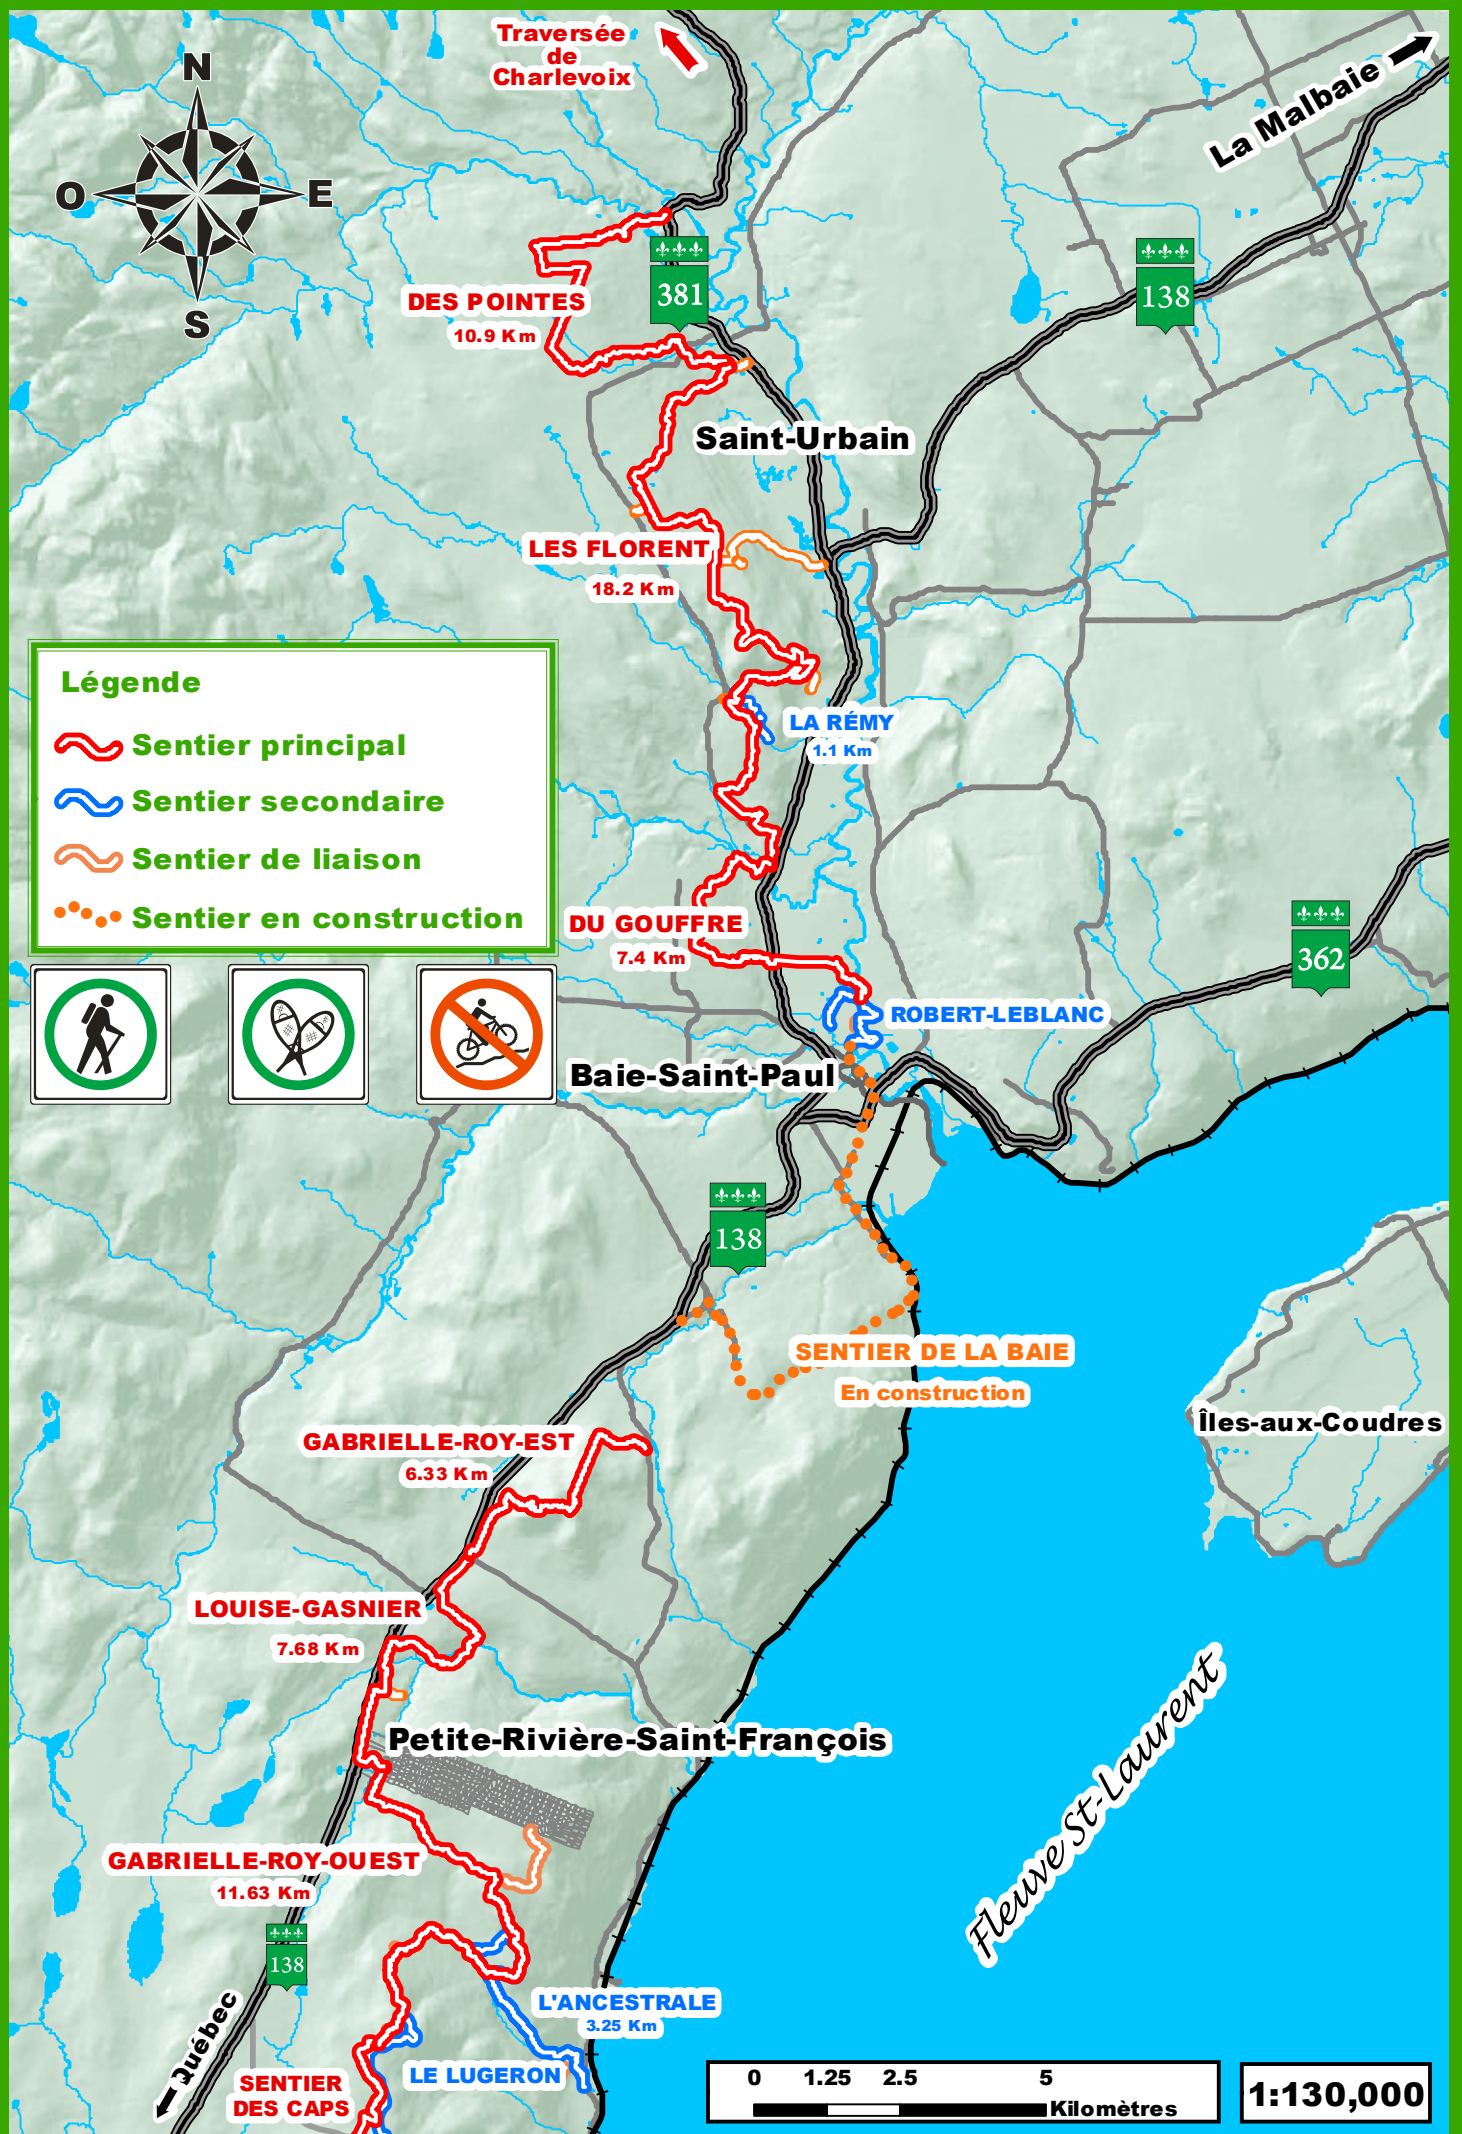 Traversée
de
Charlevoix
La Malbaie
N
O
E
S
381
138
DES POINTES
10.9 Km
Saint-Urbain
LES FLORENT
18.2 Km
Légende
Sentier principal
Sentier secondaire
Sentier de liaison
Sentier en construction
LA RÉMY
1.1 Km
DU GOUFFRE
7.4 Km
362
ROBERT-LEBLANC
Baie-Saint-Paul
138
SENTIER DE LA BAIE
En construction
Îles-aux-Coudres
GABRIELLE-ROY-EST
6.33 Km
LOUISE-GASNIER
7.68 Km
Petite-Rivière-Saint-François
Fleuve St-Laurent
GABRIELLE-ROY-OUEST
11.63 Km
138
Québec
L'ANCESTRALE
3.25 Km
LE LUGERON
SENTIER
DES CAPS
0 1.25 2.5 5
Kilomètres
1:130,000